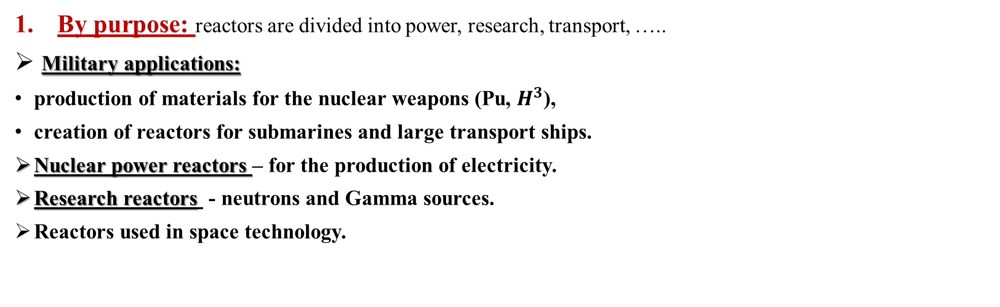 1. By purpose: reactors are divided into power, research, transport, …..
➢ Military applications:
• production of materials for the nuclear weapons (Pu, H³),
• creation of reactors for submarines and large transport ships.
➢ Nuclear power reactors – for the production of electricity.
➢ Research reactors - neutrons and Gamma sources.
➢ Reactors used in space technology.